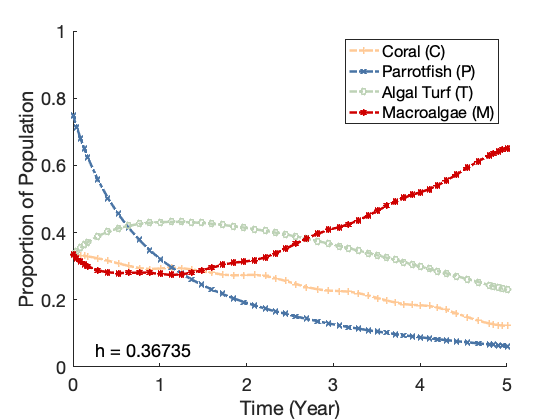 1
0.8
0.6
0.4
0.2
0
Proportion of Population
Coral (C)
Parrotfish (P)
Algal Turf (T)
Macroalgae (M)
h = 0.36735
0 1 2 3 4 5
Time (Year)